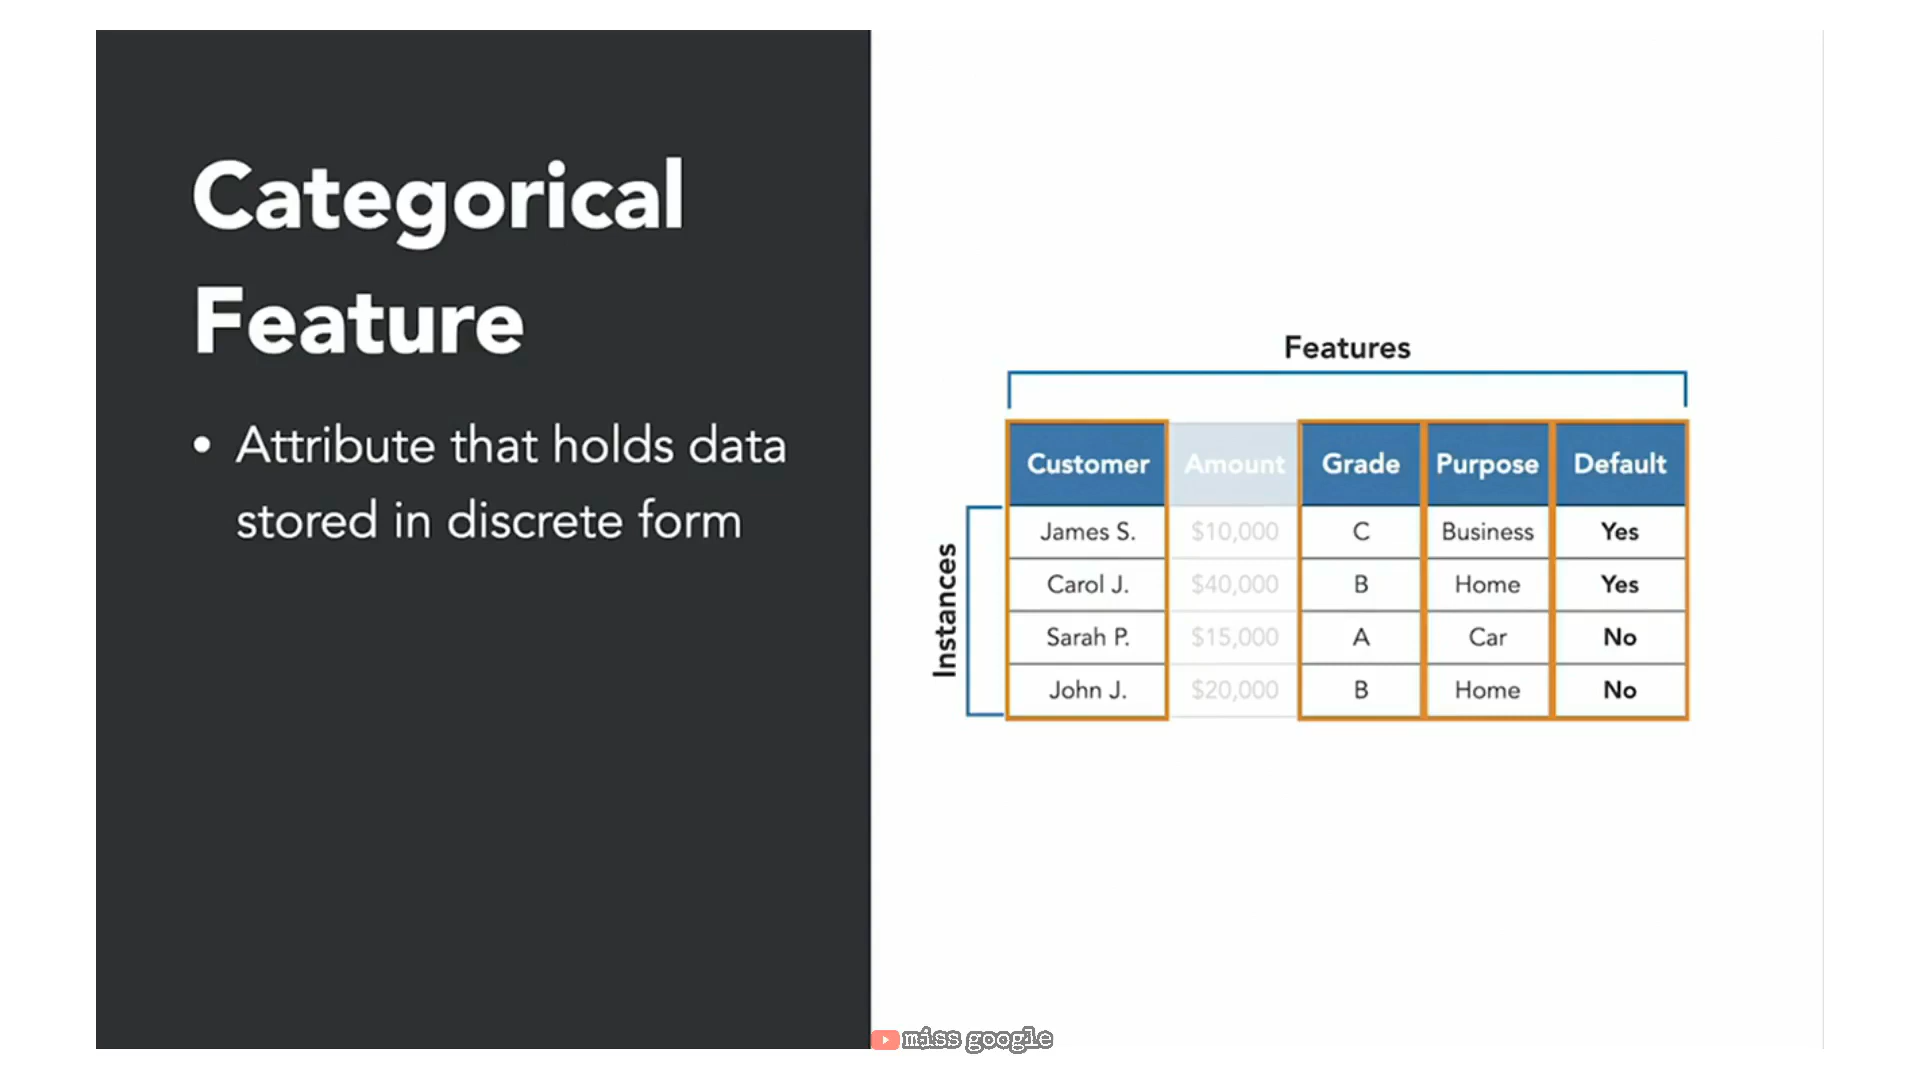 Categorical
Feature
• Attribute that holds data
stored in discrete form
Features
Customer Amount Grade Purpose Default
Instances
James S. $10,000 C Business Yes
Carol J. $40,000 B Home Yes
Sarah P. $15,000 A Car No
John J. $20,000 B Home No
miss google